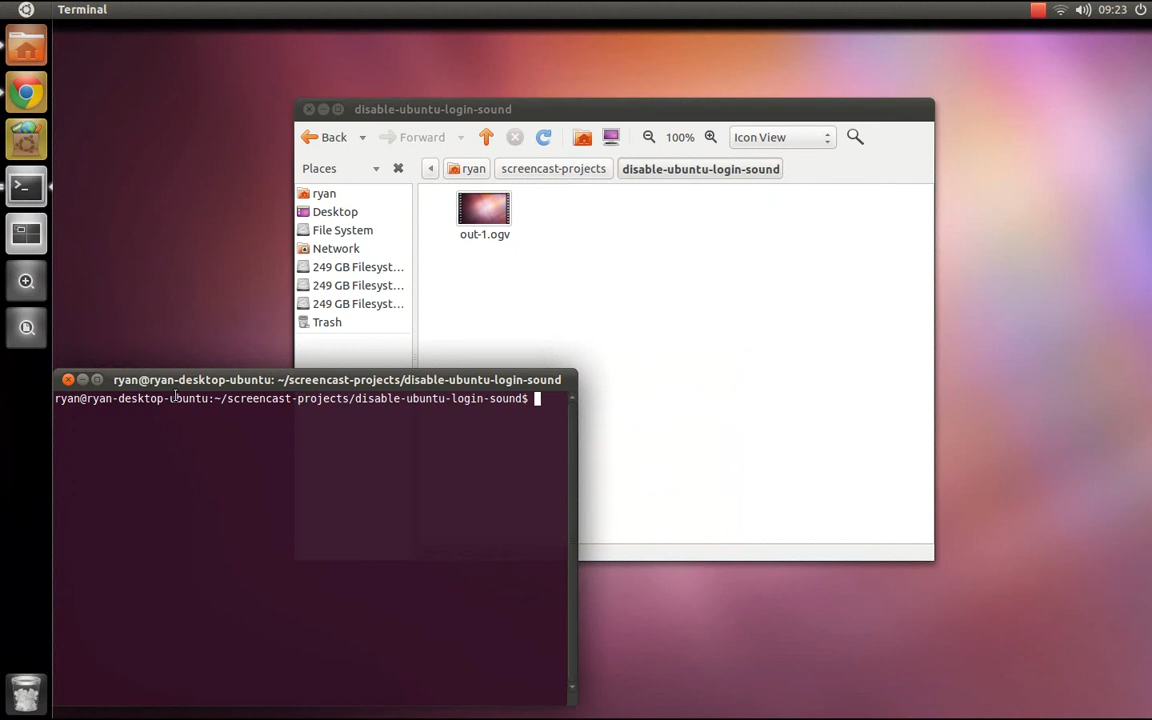 Terminal
09:23
disable-ubuntu-login-sound
Back
Forward
100%
Icon View
Places
ryan
screencast-projects
disable-ubuntu-login-sound
ryan
Desktop
File System
Network
249 GB Filesyst...
249 GB Filesyst...
249 GB Filesyst...
Trash
out-1.ogv
ryan@ryan-desktop-ubuntu: ~/screencast-projects/disable-ubuntu-login-sound
ryan@ryan-desktop-ubuntu:~/screencast-projects/disable-ubuntu-login-sound$